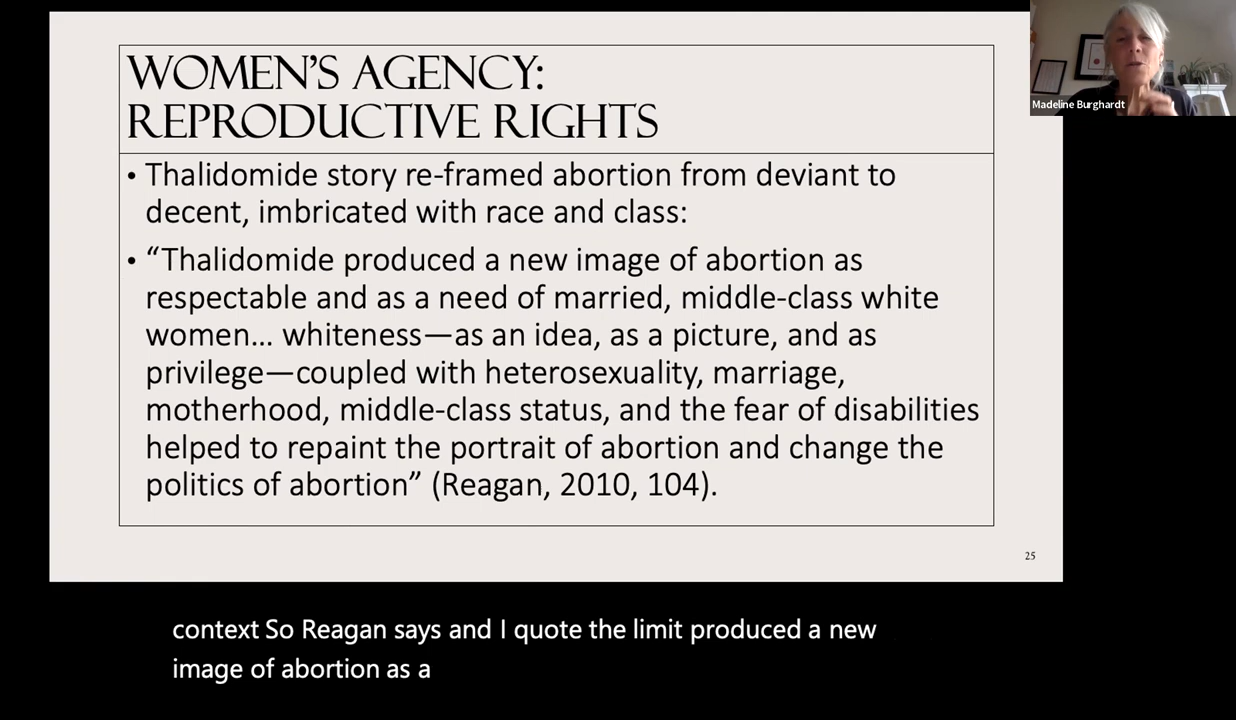 WOMEN'S AGENCY:
REPRODUCTIVE RIGHTS
• Thalidomide story re-framed abortion from deviant to
decent, imbricated with race and class:
• “Thalidomide produced a new image of abortion as
respectable and as a need of married, middle-class white
women... whiteness—as an idea, as a picture, and as
privilege—coupled with heterosexuality, marriage,
motherhood, middle-class status, and the fear of disabilities
helped to repaint the portrait of abortion and change the
politics of abortion” (Reagan, 2010, 104).
25
Madeline Burghardt
context So Reagan says and I quote the limit produced a new
image of abortion as a